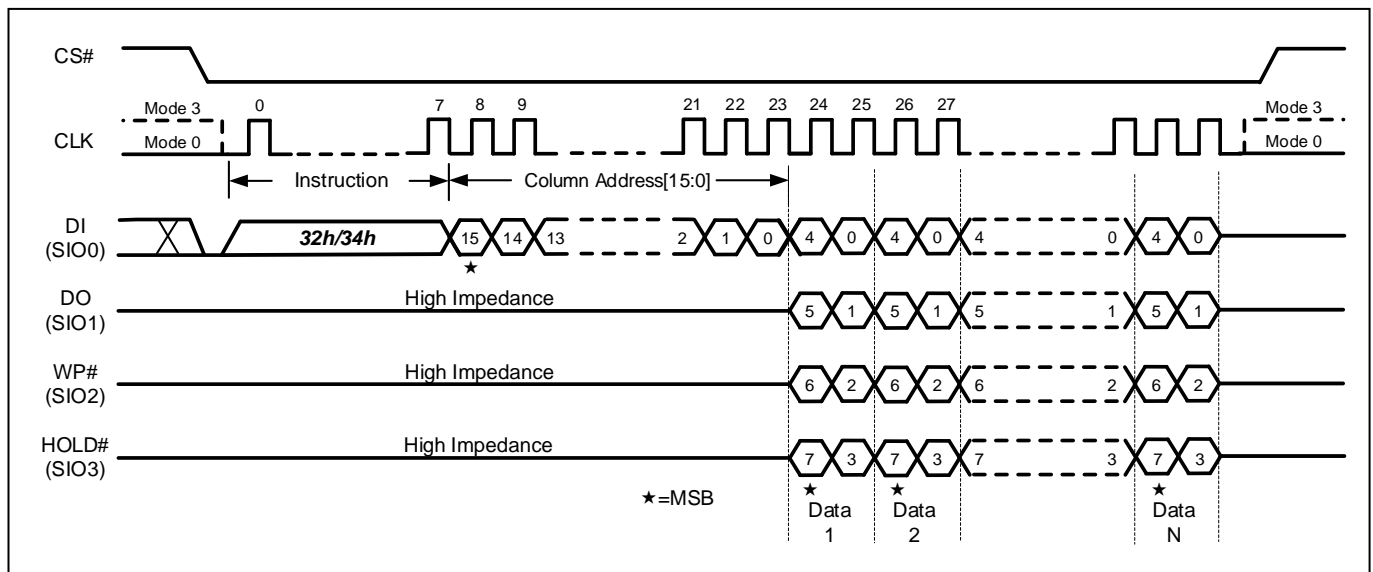 CS#
Mode 3 0 7 8 9 21 22 23 24 25 26 27 Mode 3
CLK Mode 0 Mode 0
Instruction Column Address[15:0]
DI
(SIO0)
32h/34h 15 14 13 2 1 0 4 0 4 0 4 0 4 0
★
DO
(SIO1)
High Impedance 5 1 5 1 5 1 5 1
WP#
(SIO2)
High Impedance 6 2 6 2 6 2 6 2
HOLD#
(SIO3)
High Impedance 7 3 7 3 7 3 7 3
★=MSB ★ ★ ★
Data Data Data
1 2 N